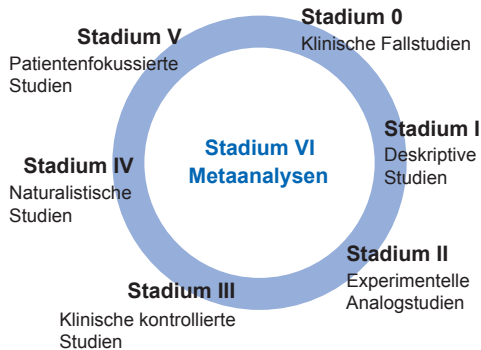 Stadium 0
Klinische Fallstudien
Stadium I
Deskriptive
Studien
Stadium II
Experimentelle
Analogstudien
Stadium III
Klinische kontrollierte
Studien
Stadium IV
Naturalistische
Studien
Stadium V
Patientenfokussierte
Studien
Stadium VI
Metaanalysen